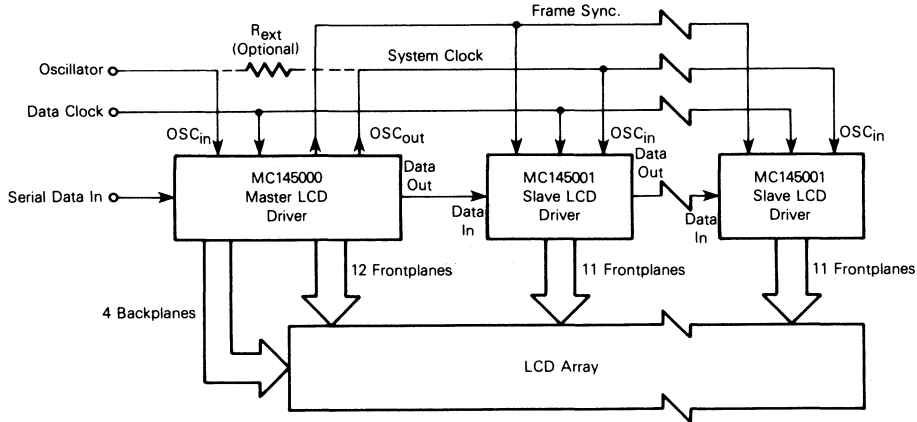 Frame Sync.
Rext
(Optional)
System Clock
Oscillator
Data Clock
OSCin
OSCout
OSCin
OSCin
Serial Data In
MC145000
Master LCD
Driver
Data
Out
Data
In
MC145001
Slave LCD
Driver
Data
Out
Data
In
MC145001
Slave LCD
Driver
12 Frontplanes
11 Frontplanes
11 Frontplanes
4 Backplanes
LCD Array